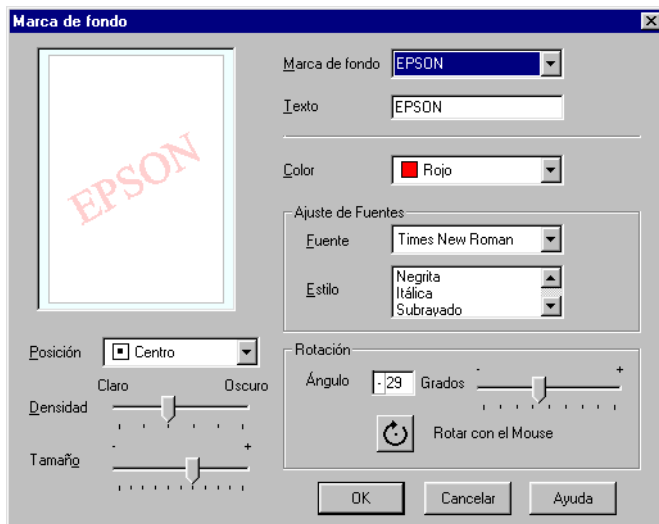 Marca de fondo
EPSON
Marca de fondo EPSON
Texto EPSON
Color Rojo
Ajuste de Fuentes
Fuente Times New Roman
Estilo Negrita
Itálica
Subrayado
Posición Centro
Claro Oscuro
Densidad
- +
Tamaño
Rotación
- +
Ángulo -29 Grados
Rotar con el Mouse
OK Cancelar Ayuda